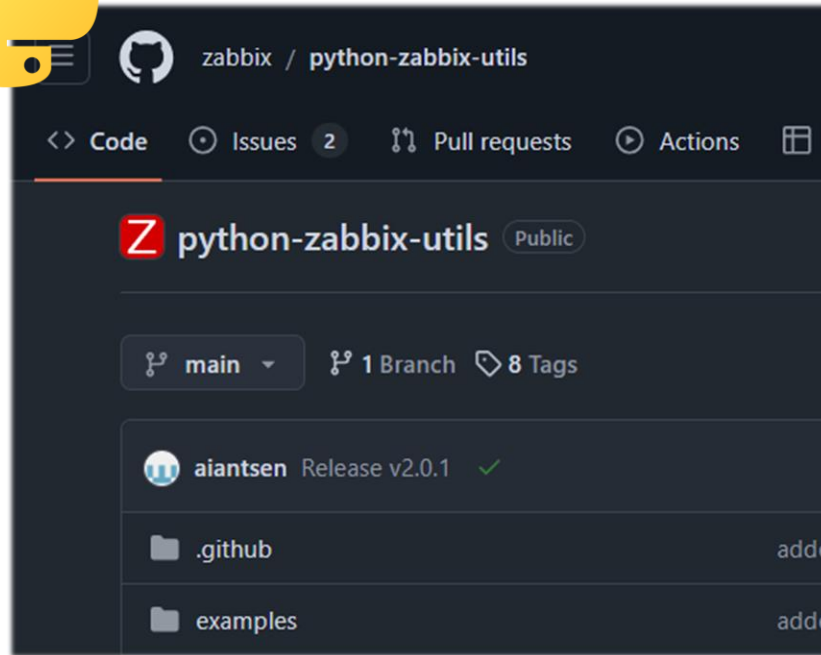 zabbix / python-zabbix-utils
Code Issues 2 Pull requests Actions
Z python-zabbix-utils Public
main 1 Branch 8 Tags
aiantsen Release v2.0.1
.github
examples